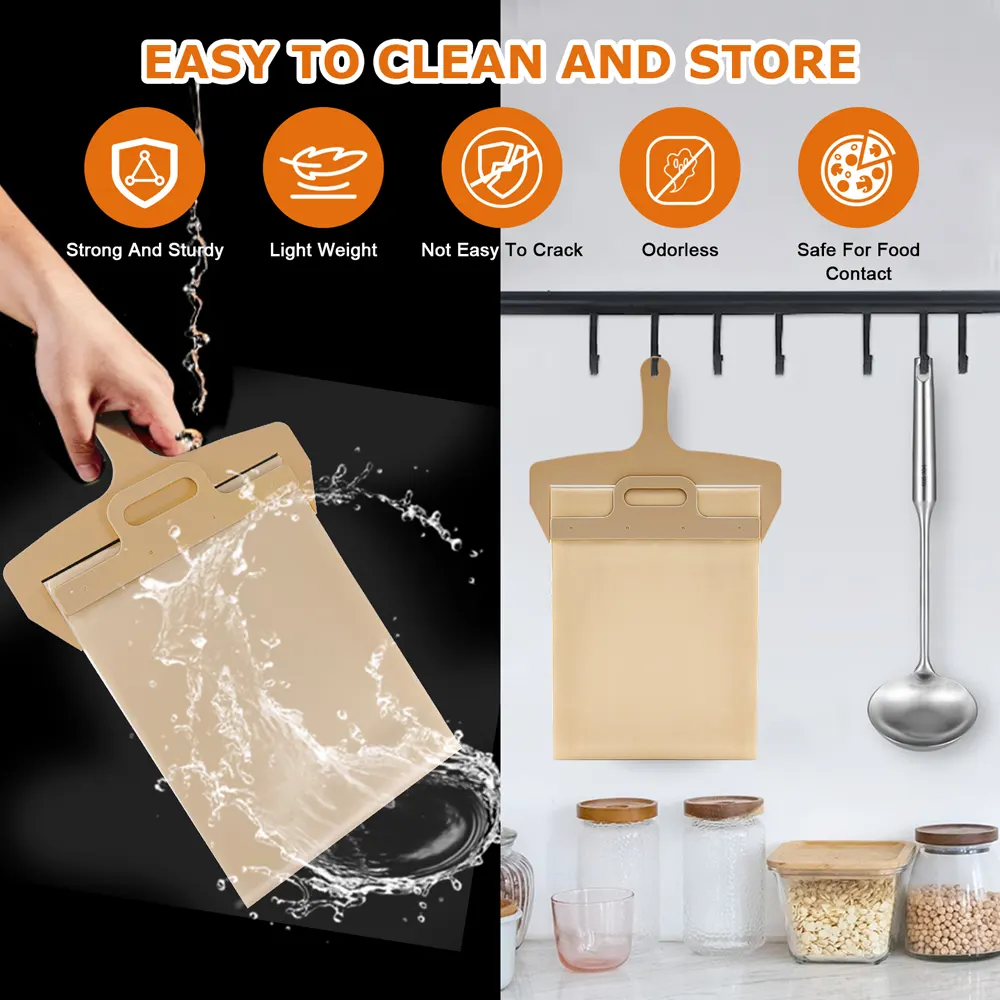 EASY TO CLEAN AND STORE
Strong And Sturdy
Light Weight
Not Easy To Crack
Odorless
Safe For Food
Contact